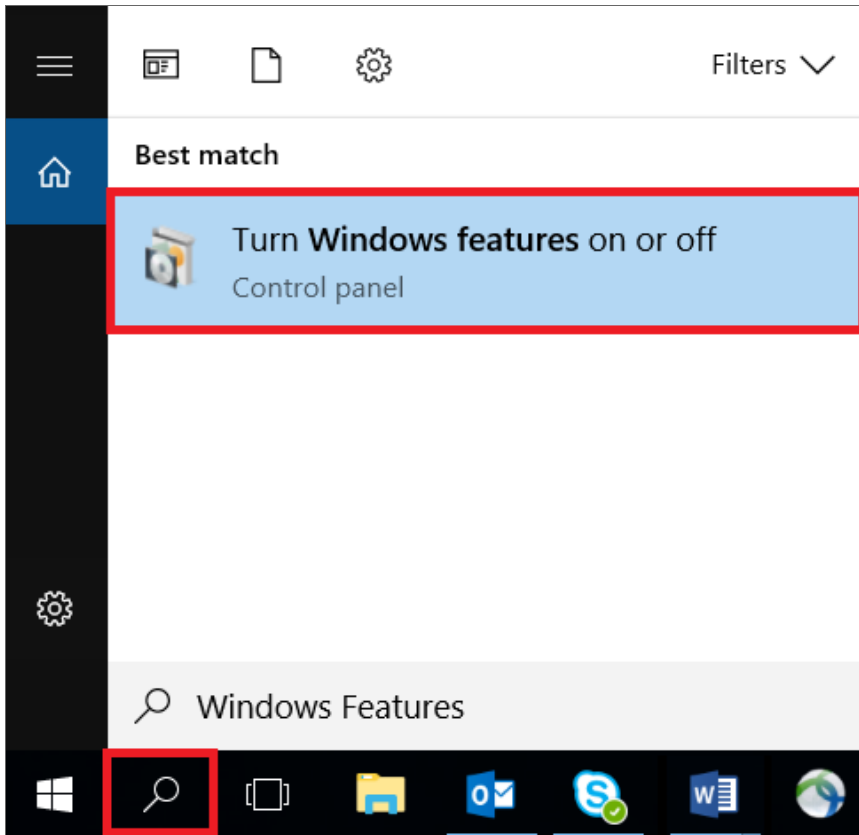 Filters
Best match
Turn Windows features on or off
Control panel
Windows Features